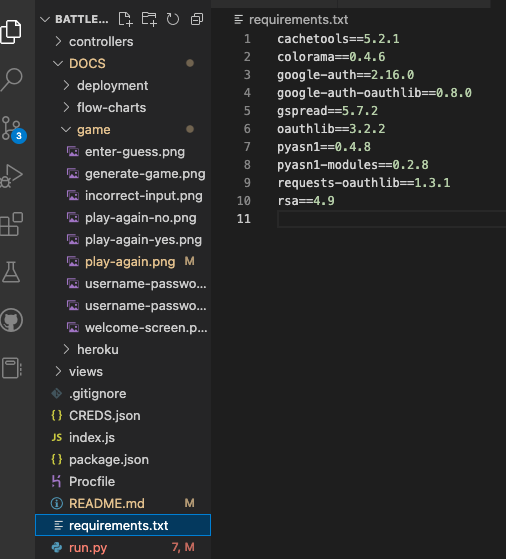 BATTLE...
controllers
DOCS
deployment
flow-charts
game
enter-guess.png
generate-game.png
incorrect-input.png
play-again-no.png
play-again-yes.png
play-again.png M
username-passwo...
username-passwo...
welcome-screen.p...
heroku
views
.gitignore
{} CREDS.json
JS index.js
{} package.json
Procfile
README.md M
requirements.txt
run.py 7, M
3
requirements.txt
1 cachetools==5.2.1
2 colorama==0.4.6
3 google-auth==2.16.0
4 google-auth-oauthlib==0.8.0
5 gspread==5.7.2
6 oauthlib==3.2.2
7 pyasn1==0.4.8
8 pyasn1-modules==0.2.8
9 requests-oauthlib==1.3.1
10 rsa==4.9
11